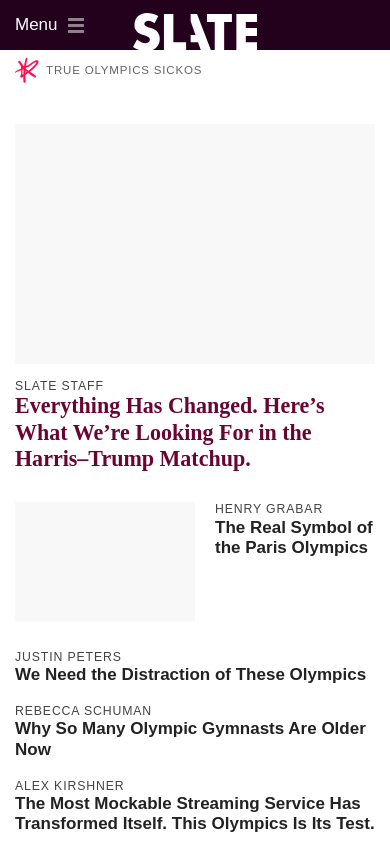 Menu
SLATE
TRUE OLYMPICS SICKOS
SLATE STAFF
Everything Has Changed. Here’s
What We’re Looking For in the
Harris–Trump Matchup.
HENRY GRABAR
The Real Symbol of
the Paris Olympics
JUSTIN PETERS
We Need the Distraction of These Olympics
REBECCA SCHUMAN
Why So Many Olympic Gymnasts Are Older
Now
ALEX KIRSHNER
The Most Mockable Streaming Service Has
Transformed Itself. This Olympics Is Its Test.